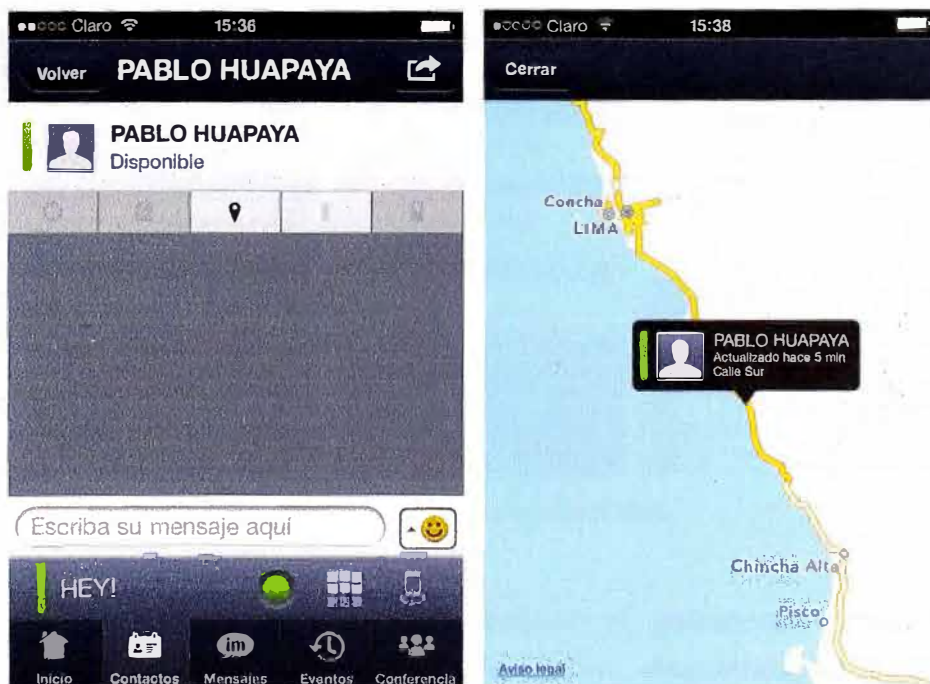 Claro 15:36
Volver PABLO HUAPAYA
PABLO HUAPAYA
Disponible
Escriba su mensaje aquí
HEY!
im
Inicio Contactos Mensajes Eventos Conferencia
Claro 15:38
Cerrar
Concha
LIMA
PABLO HUAPAYA
Actualizado hace 5 min
Calle Sur
Chincha Alta
Pisco
Aviso legal